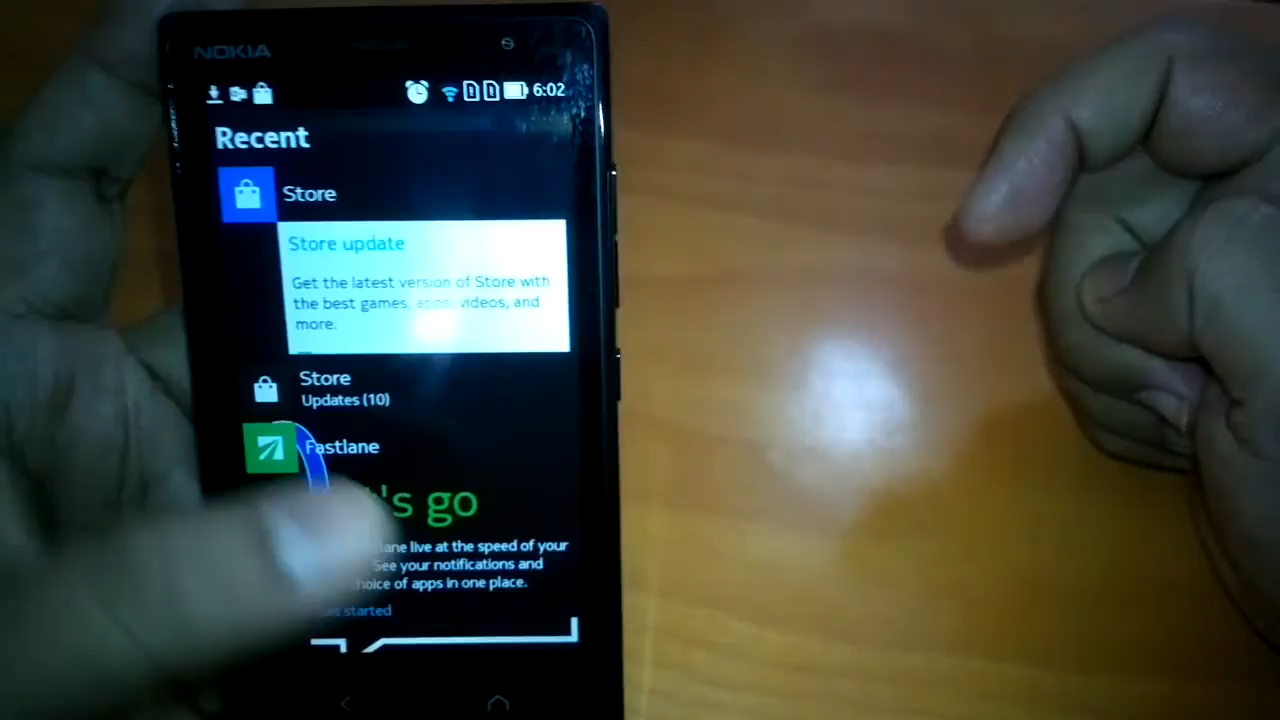 NOKIA
6:02
Recent
Store
Store update
Get the latest version of Store with
the best games, apps, videos, and
more.
Store
Updates (10)
Fastlane
's go
live at the speed of your
See your notifications and
of apps in one place.
started